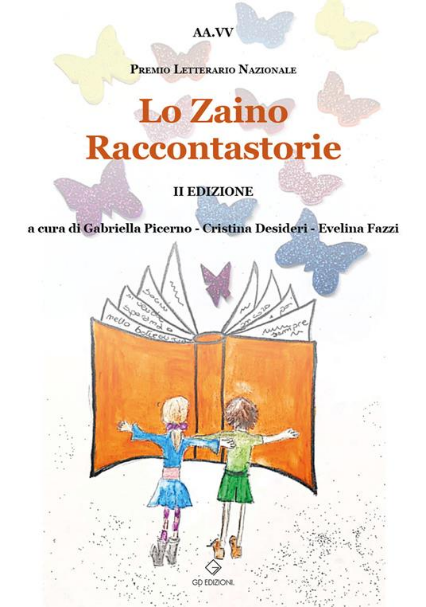 AA.VV
PREMIO LETTERARIO NAZIONALE
Lo Zaino
Raccontastorie
II EDIZIONE
a cura di Gabriella Picerno - Cristina Desideri - Evelina Fazzi
sempre
GD EDIZIONI.